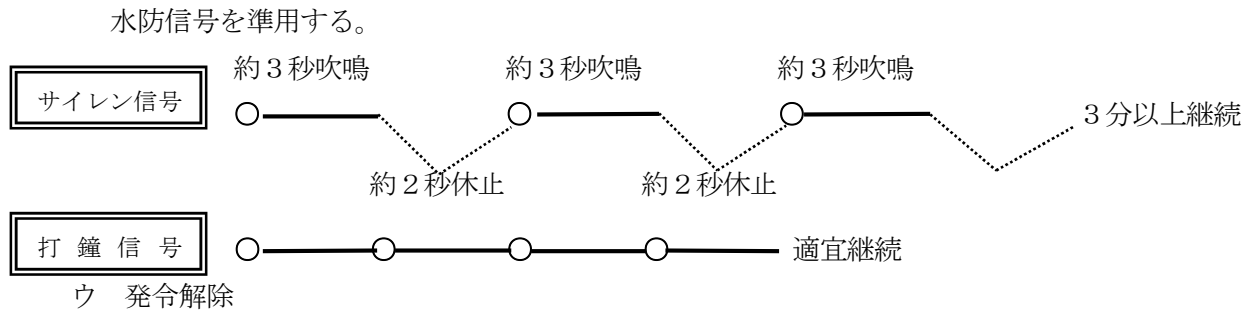 水防信号を準用する。
約３秒吹鳴 約３秒吹鳴 約３秒吹鳴
サイレン信号 ３分以上継続
約２秒休止 約２秒休止
打 鐘 信 号 適宜継続
ウ 発令解除